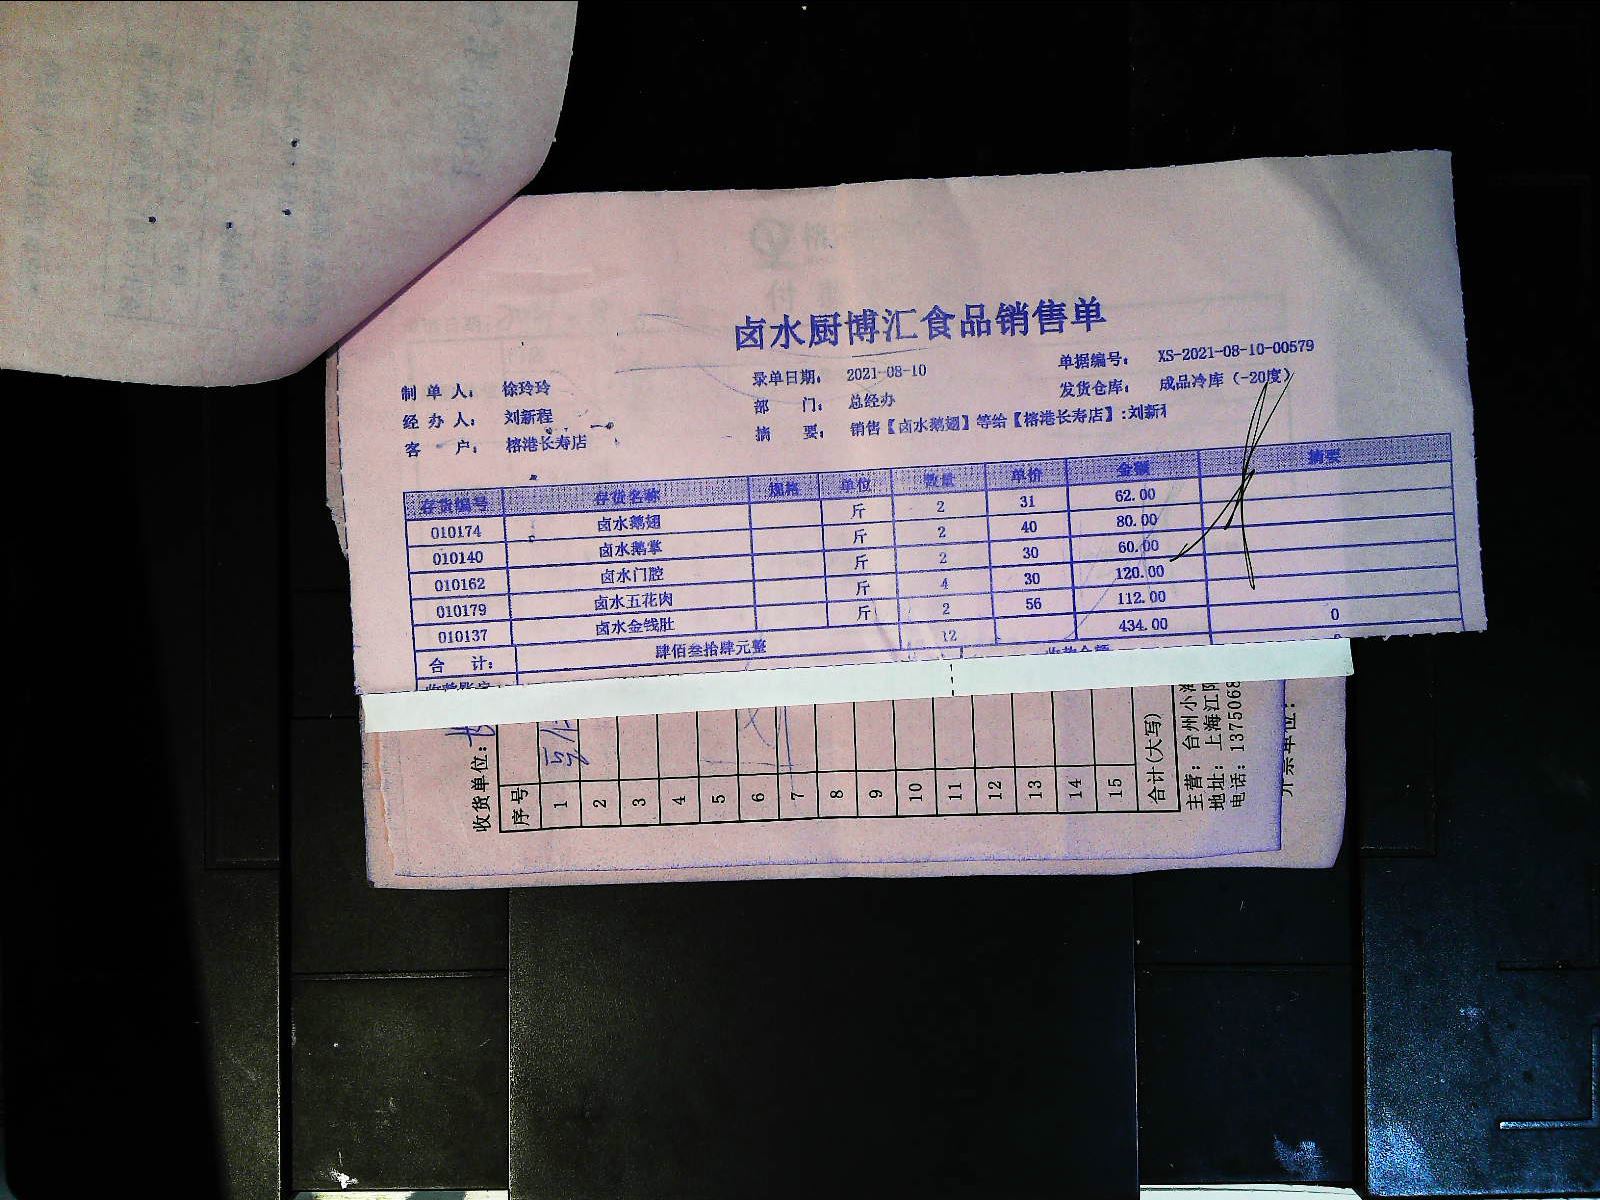 卤水厨博汇食品销售单
制单人： 徐玲玲 录单日期： 2021-08-10 单据编号： XS-2021-08-10-00579
经办人： 刘新程 部门： 总经办 发货仓库： 成品冷库（-20度）
客户： 榕港长寿店 摘要： 销售【卤水鹅翅】等给【榕港长寿店】:刘新
存货编号 存货名称 规格 单位 数量 单价 金额 摘要
010174 卤水鹅翅 斤 2 31 62.00
010140 卤水鹅掌 斤 2 40 80.00
010162 卤水门腔 斤 2 30 60.00
010179 卤水五花肉 斤 4 30 120.00
010137 卤水金钱肚 斤 2 56 112.00
合计： 肆佰叁拾肆元整 12 434.00 0
收货单位：
序号
1
2
3
4
5
6
7
8
9
10
11
12
13
14
15
合计(大写)
主营：台州小海
地址：上海江阳
电话：1375068